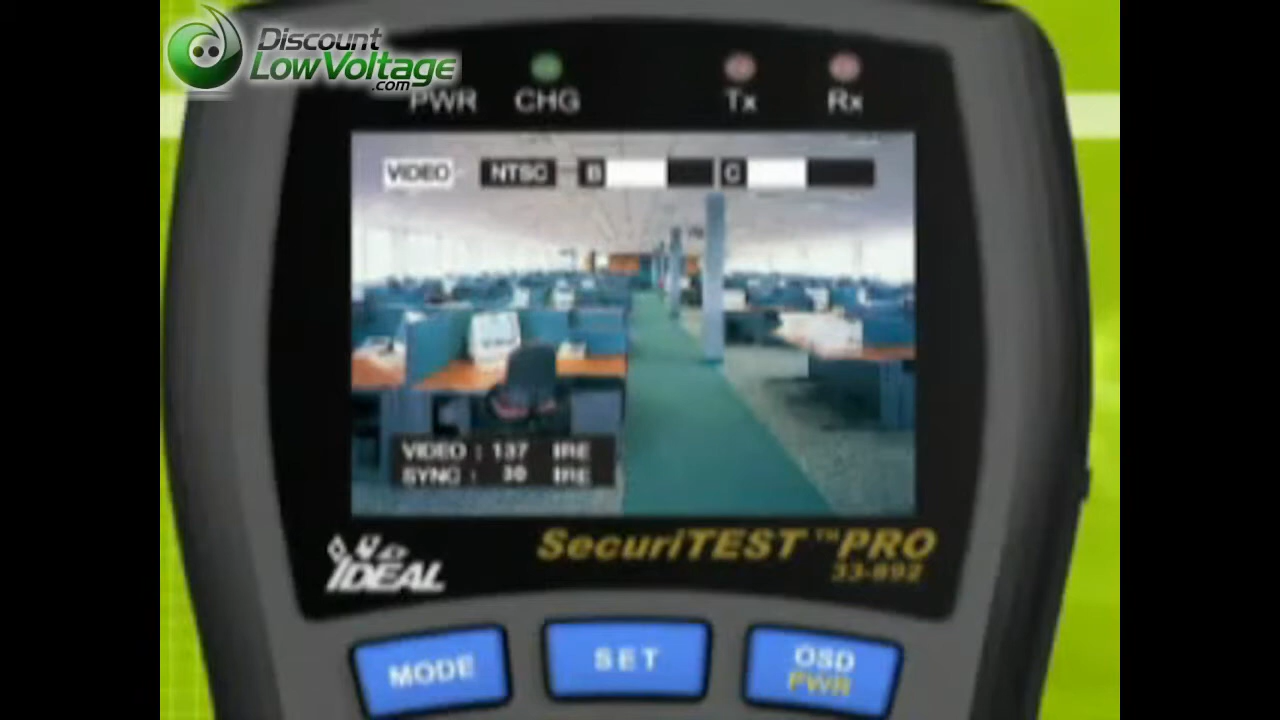 Discount
LowVoltage
.com
PWR CHG Tx Rx
VIDEO NTSC B C
VIDEO : 137 IRE
SYNC : 38 IRE
IDEAL
SecuriTEST™PRO
33-892
MODE SET OSD
PWR